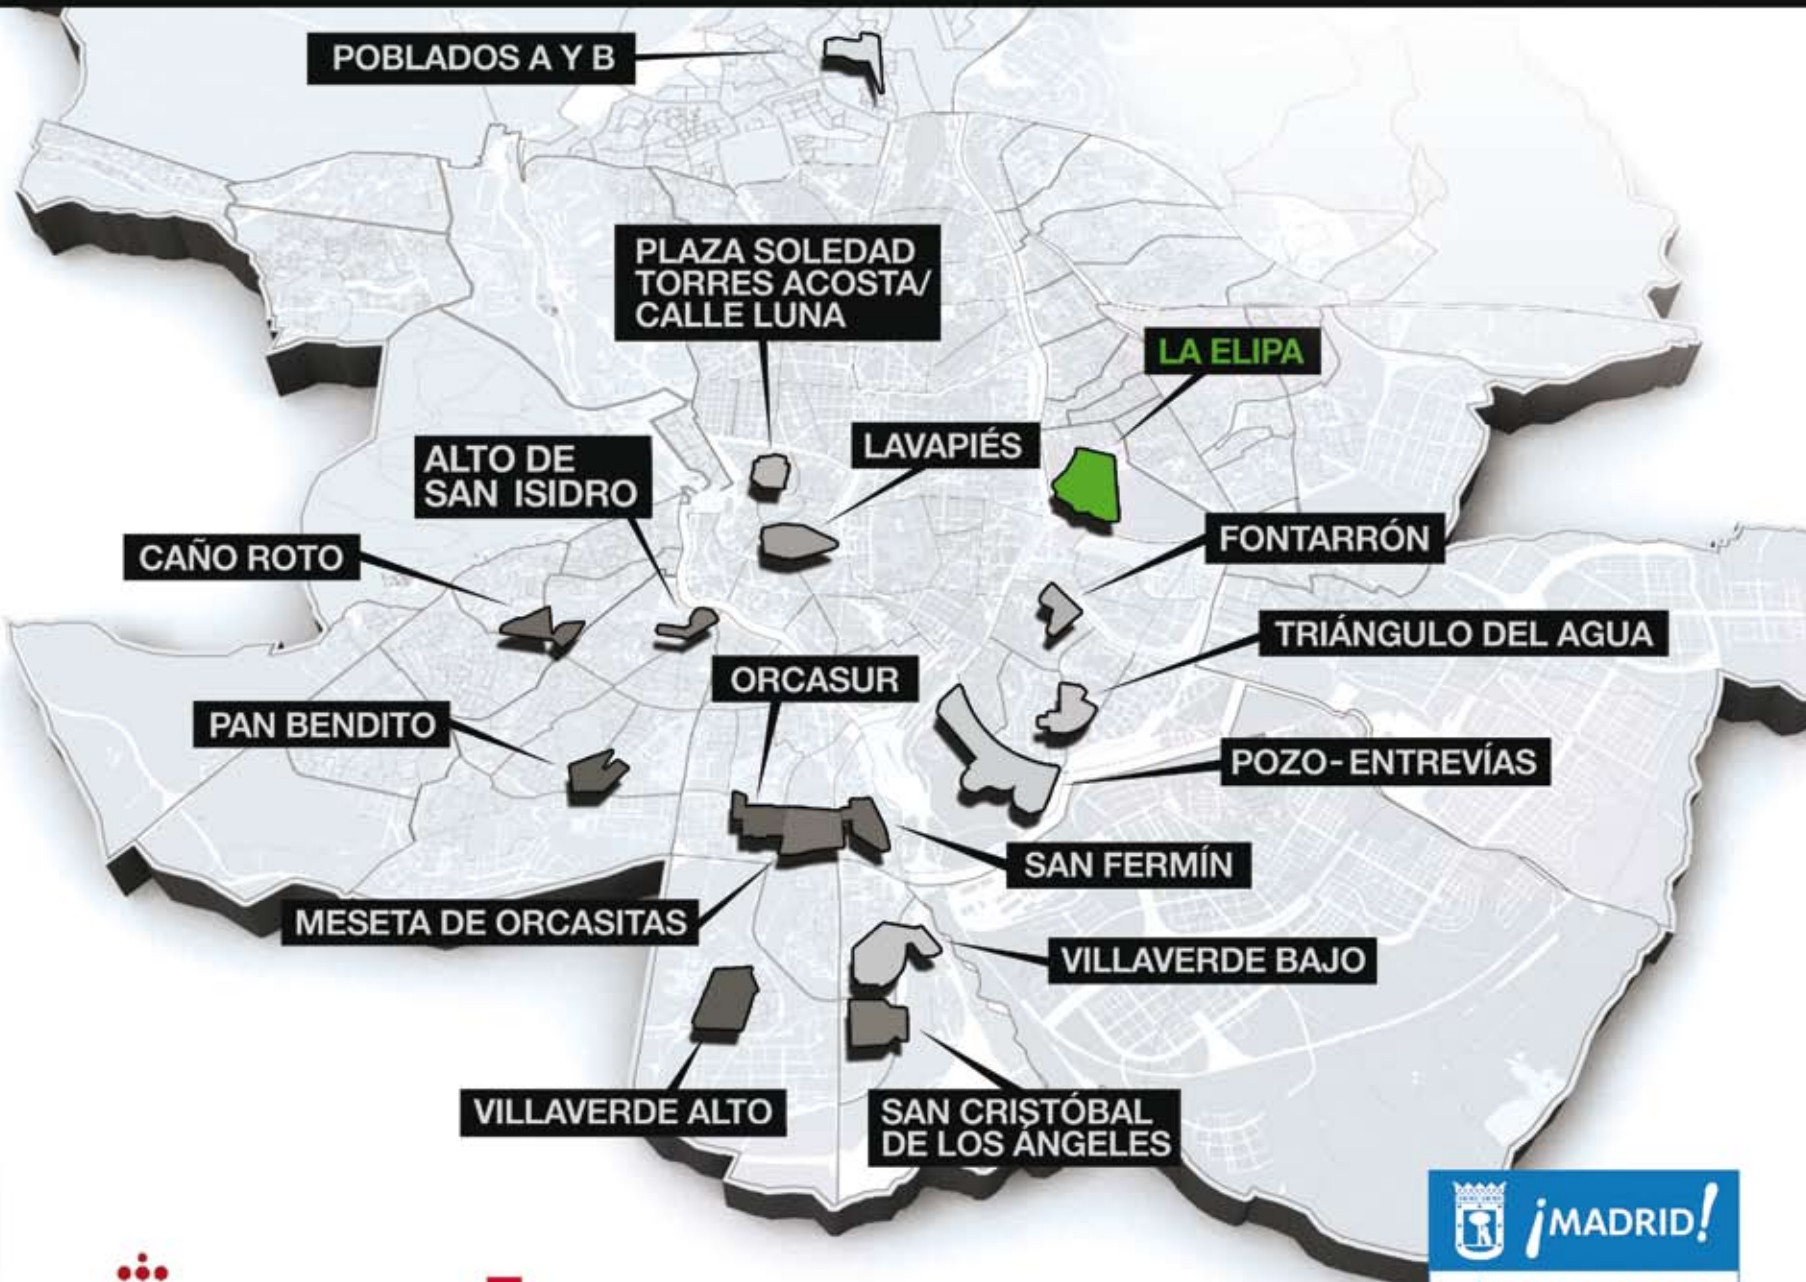 POBLADOS A Y B
PLAZA SOLEDAD
TORRES ACOSTA/
CALLE LUNA
LA ELIPA
LAVAPIÉS
ALTO DE
SAN ISIDRO
FONTARRÓN
CAÑO ROTO
TRIÁNGULO DEL AGUA
ORCASUR
PAN BENDITO
POZO-ENTREVÍAS
SAN FERMÍN
MESETA DE ORCASITAS
VILLAVERDE BAJO
VILLAVERDE ALTO
SAN CRISTÓBAL
DE LOS ÁNGELES
¡MADRID!